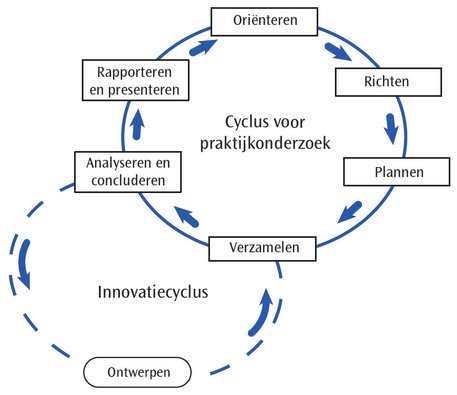 Oriënteren
Rapporteren
en presenteren
Richten
Cyclus voor
praktijkonderzoek
Analyseren en
concluderen
Plannen
Verzamelen
Innovatiecyclus
Ontwerpen